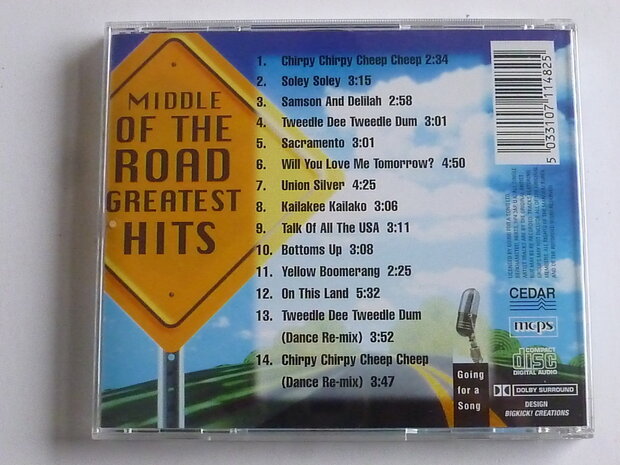 MIDDLE
OF THE
ROAD
GREATEST
HITS
1. Chirpy Chirpy Cheep Cheep 2:34
2. Soley Soley 3:15
3. Samson And Delilah 2:58
4. Tweedle Dee Tweedle Dum 3:01
5. Sacramento 3:01
6. Will You Love Me Tomorrow? 4:50
7. Union Silver 4:25
8. Kailakee Kailako 3:06
9. Talk Of All The USA 3:11
10. Bottoms Up 3:08
11. Yellow Boomerang 2:25
12. On This Land 5:32
13. Tweedle Dee Tweedle Dum
(Dance Re-mix) 3:52
14. Chirpy Chirpy Cheep Cheep
(Dance Re-mix) 3:47
5 033107 114825
CEDAR
mcps
COMPACT
disc
DIGITAL AUDIO
DOLBY SURROUND
DESIGN
BIGKICK! CREATIONS
Going
for a
Song